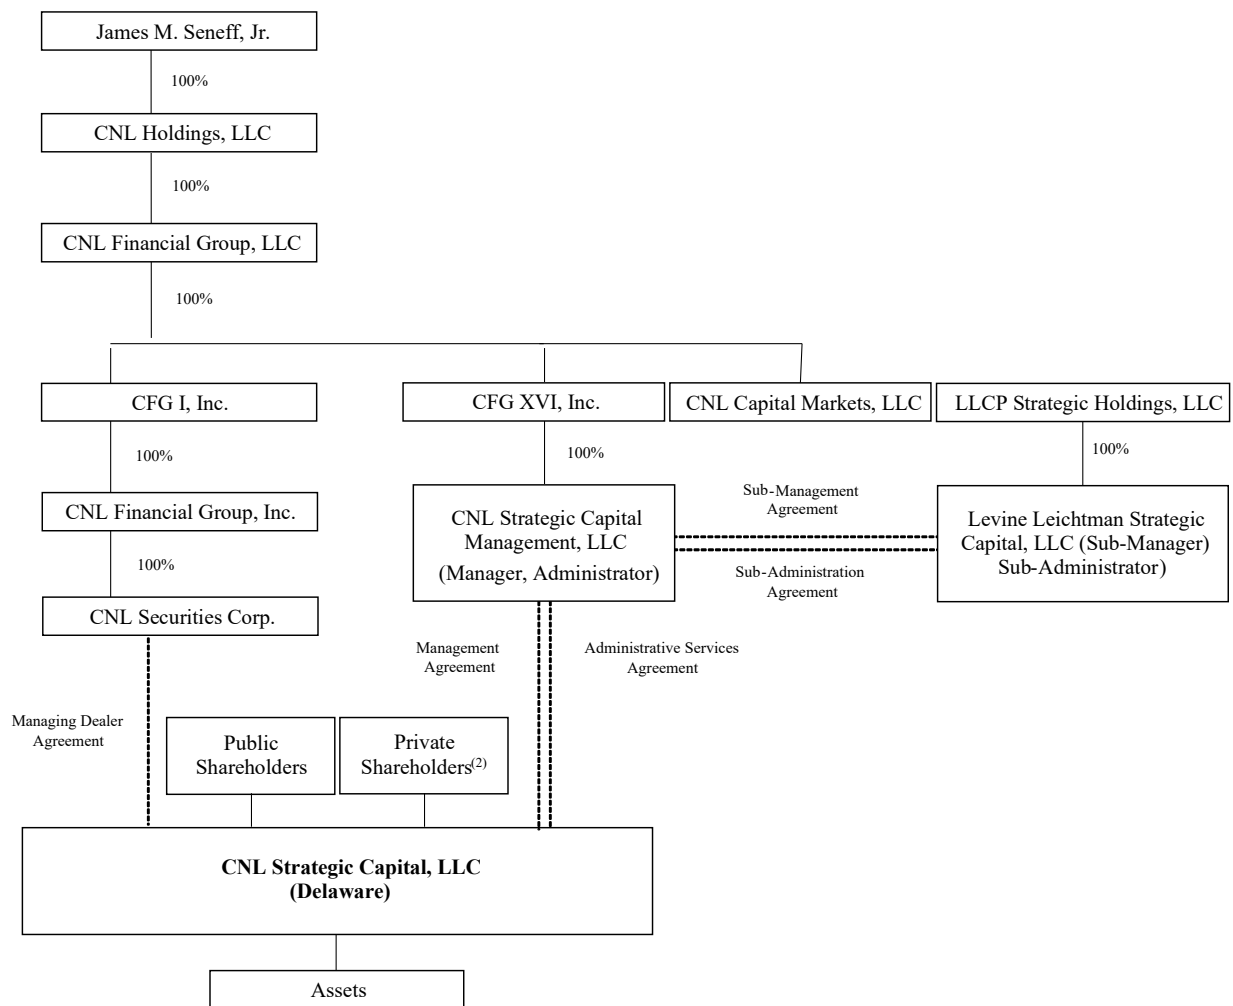 James M. Seneff, Jr.
100%
CNL Holdings, LLC
100%
CNL Financial Group, LLC
100%
CFG I, Inc.
CFG XVI, Inc.
CNL Capital Markets, LLC
LLCP Strategic Holdings, LLC
100%
100%
100%
CNL Financial Group, Inc.
CNL Strategic Capital
Management, LLC
(Manager, Administrator)
Sub-Management
Agreement
Sub-Administration
Agreement
Levine Leichtman Strategic
Capital, LLC (Sub-Manager)
Sub-Administrator)
100%
CNL Securities Corp.
Management
Agreement
Administrative Services
Agreement
Managing Dealer
Agreement
Public
Shareholders
Private
Shareholders(2)
CNL Strategic Capital, LLC
(Delaware)
Assets